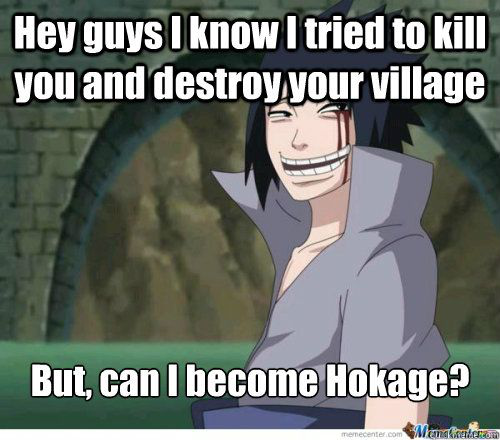 Hey guys I know I tried to kill
you and destroy your village
But, can I become Hokage?
memecenter.com MemeCenter